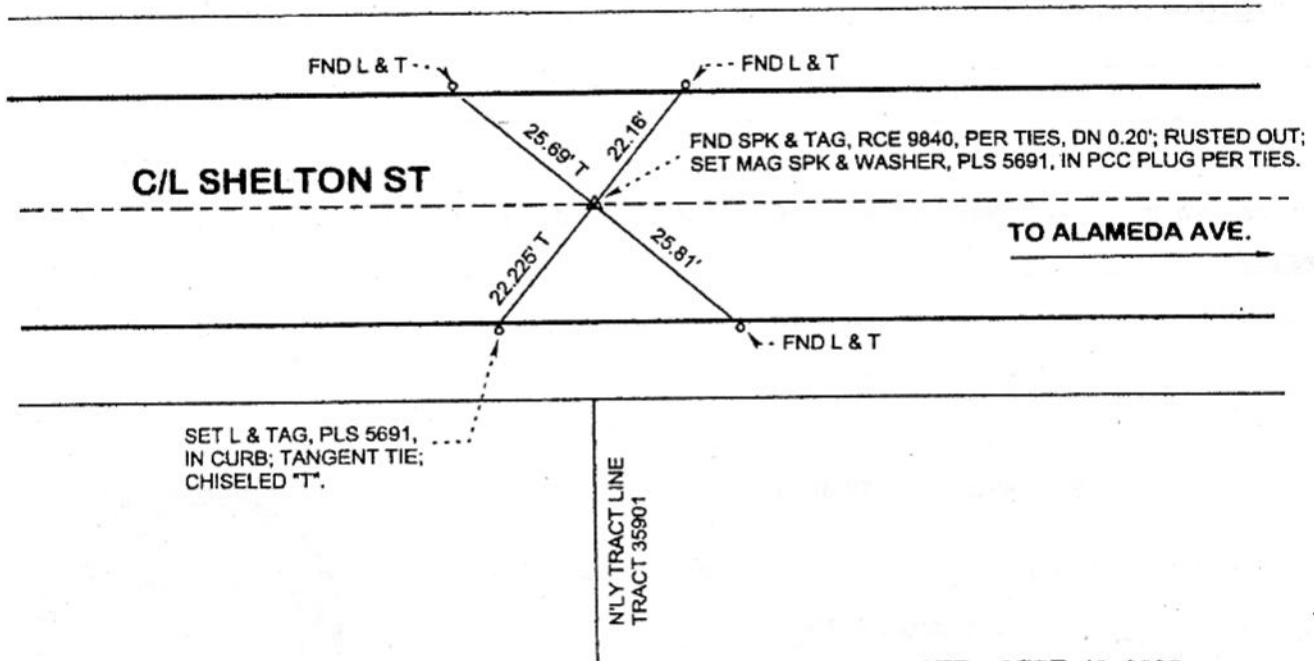 FND L & T
FND L & T
25.69' T
22.16'
FND SPK & TAG, RCE 9840, PER TIES, DN 0.20'; RUSTED OUT;
SET MAG SPK & WASHER, PLS 5691, IN PCC PLUG PER TIES.
C/L SHELTON ST
TO ALAMEDA AVE.
22.225' T
25.81'
FND L & T
SET L & TAG, PLS 5691,
IN CURB; TANGENT TIE;
CHISELED "T".
N'LY TRACT LINE
TRACT 35901